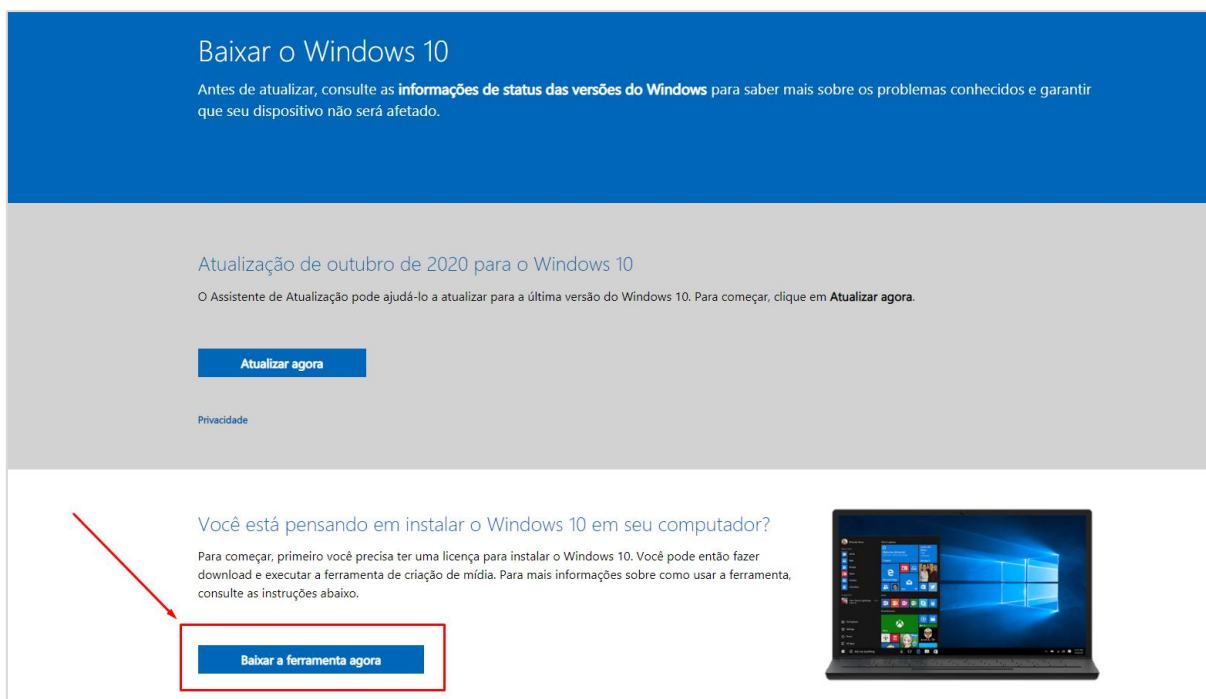 Baixar o Windows 10
Antes de atualizar, consulte as informações de status das versões do Windows para saber mais sobre os problemas conhecidos e garantir
que seu dispositivo não será afetado.
Atualização de outubro de 2020 para o Windows 10
O Assistente de Atualização pode ajudá-lo a atualizar para a última versão do Windows 10. Para começar, clique em Atualizar agora.
Atualizar agora
Privacidade
Você está pensando em instalar o Windows 10 em seu computador?
Para começar, primeiro você precisa ter uma licença para instalar o Windows 10. Você pode então fazer
download e executar a ferramenta de criação de mídia. Para mais informações sobre como usar a ferramenta,
consulte as instruções abaixo.
Baixar a ferramenta agora